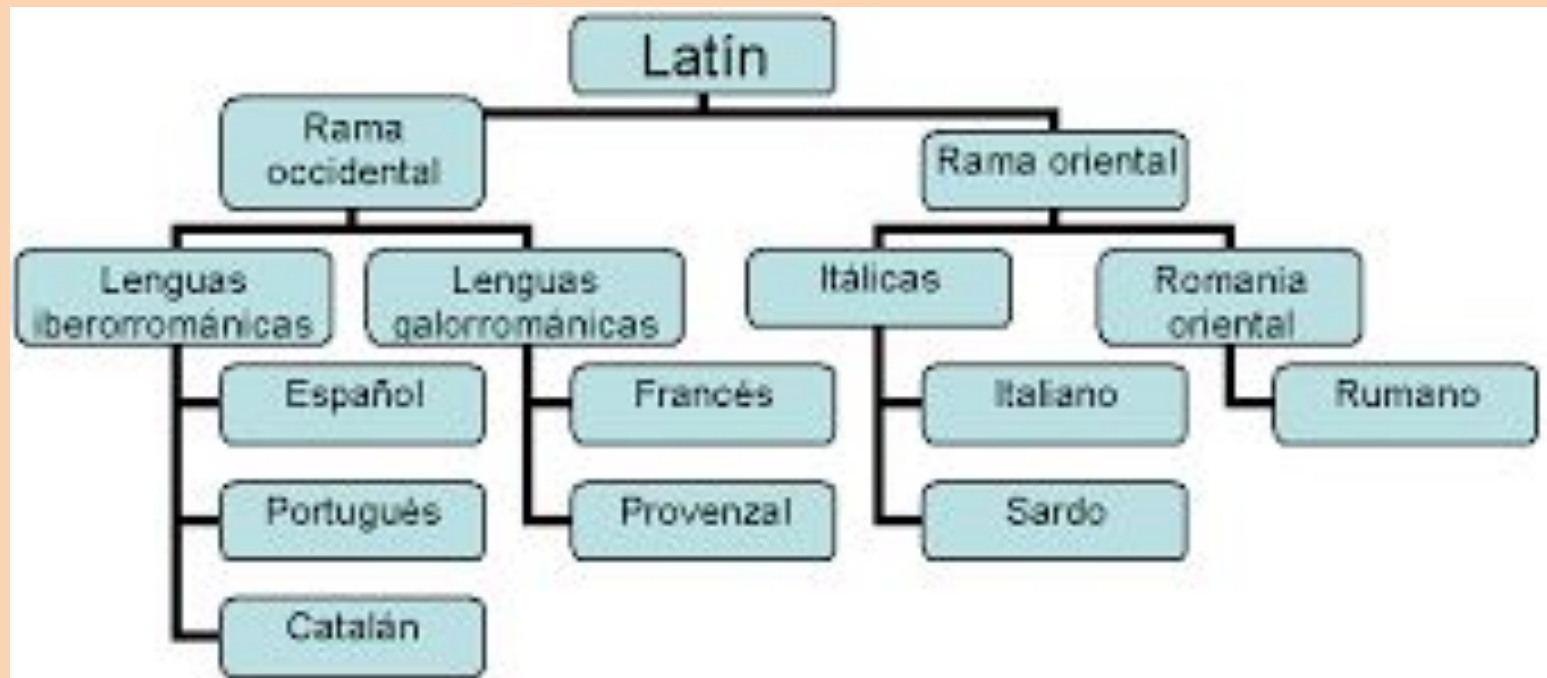 Latín
Rama
occidental
Rama oriental
Lenguas
iberorrománicas
Lenguas
galorrománicas
Itálicas
Romania
oriental
Español
Francés
Italiano
Rumano
Portugués
Provenzal
Sardo
Catalán